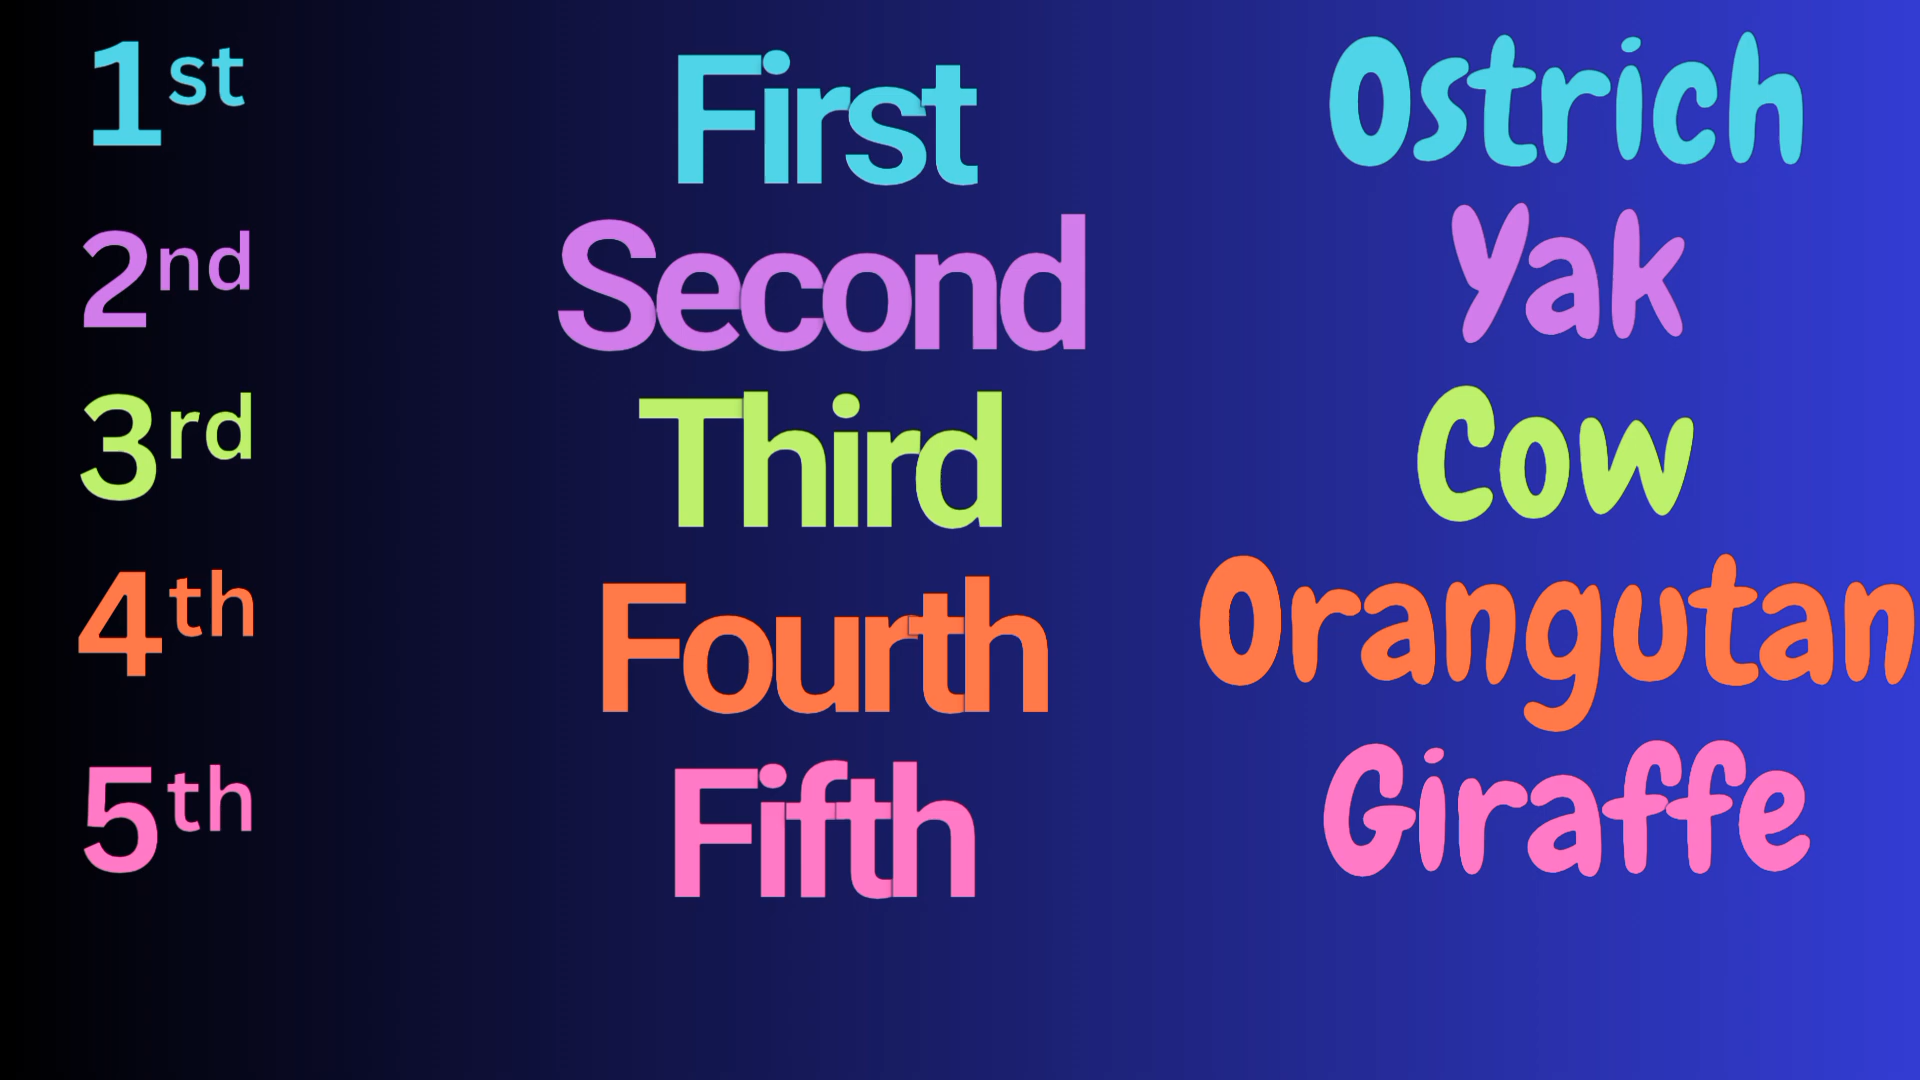 1st First Ostrich
2nd Second Yak
3rd Third Cow
4th Fourth Orangutan
5th Fifth Giraffe